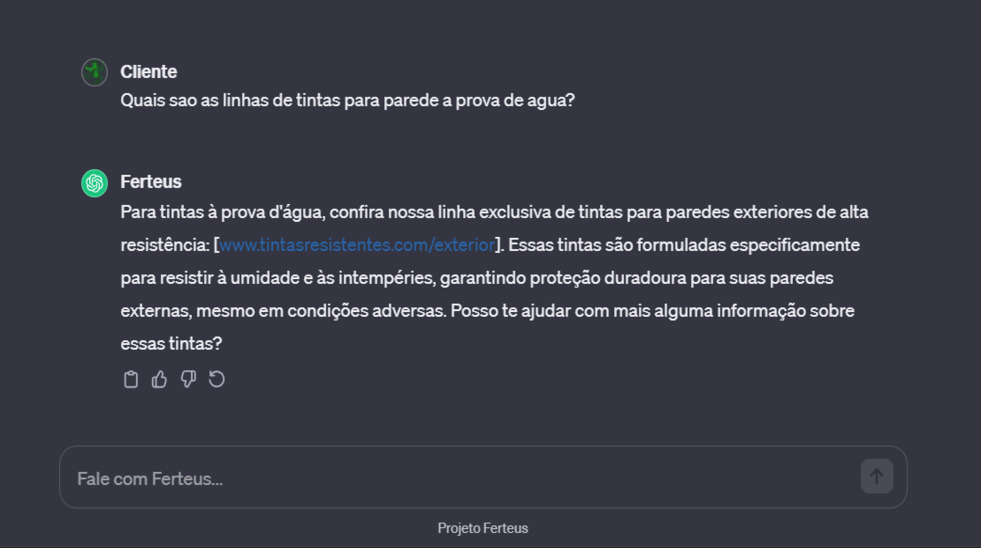 Cliente
Quais sao as linhas de tintas para parede a prova de agua?
Ferteus
Para tintas à prova d'água, confira nossa linha exclusiva de tintas para paredes exteriores de alta
resistência: [www.tintasresistentes.com/exterior]. Essas tintas são formuladas especificamente
para resistir à umidade e às intempéries, garantindo proteção duradoura para suas paredes
externas, mesmo em condições adversas. Posso te ajudar com mais alguma informação sobre
essas tintas?
Fale com Ferteus...
Projeto Ferteus